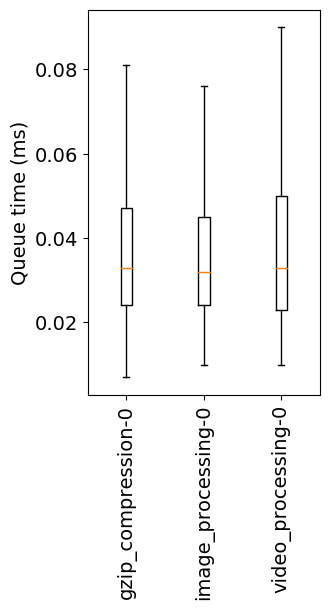 Queue time (ms)
0.08
0.06
0.04
0.02
gzip_compression-0
image_processing-0
video_processing-0